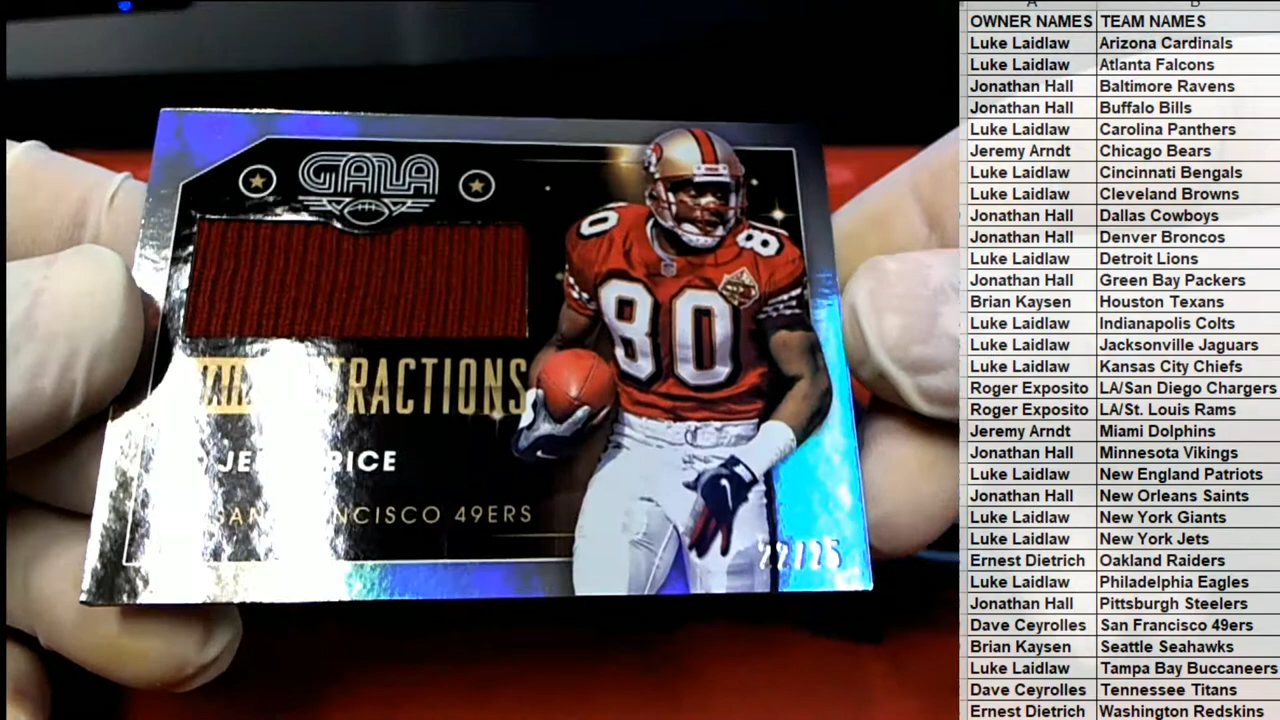 GALA
80
80
80
RACTIONS
RICE
NCISCO 49ERS
22/25
A B
OWNER NAMES TEAM NAMES
Luke Laidlaw Arizona Cardinals
Luke Laidlaw Atlanta Falcons
Jonathan Hall Baltimore Ravens
Jonathan Hall Buffalo Bills
Luke Laidlaw Carolina Panthers
Jeremy Arndt Chicago Bears
Luke Laidlaw Cincinnati Bengals
Luke Laidlaw Cleveland Browns
Jonathan Hall Dallas Cowboys
Jonathan Hall Denver Broncos
Luke Laidlaw Detroit Lions
Jonathan Hall Green Bay Packers
Brian Kaysen Houston Texans
Luke Laidlaw Indianapolis Colts
Luke Laidlaw Jacksonville Jaguars
Luke Laidlaw Kansas City Chiefs
Roger Exposito LA/San Diego Chargers
Roger Exposito LA/St. Louis Rams
Jeremy Arndt Miami Dolphins
Jonathan Hall Minnesota Vikings
Luke Laidlaw New England Patriots
Jonathan Hall New Orleans Saints
Luke Laidlaw New York Giants
Luke Laidlaw New York Jets
Ernest Dietrich Oakland Raiders
Luke Laidlaw Philadelphia Eagles
Jonathan Hall Pittsburgh Steelers
Dave Ceyrolles San Francisco 49ers
Brian Kaysen Seattle Seahawks
Luke Laidlaw Tampa Bay Buccaneers
Dave Ceyrolles Tennessee Titans
Ernest Dietrich Washington Redskins